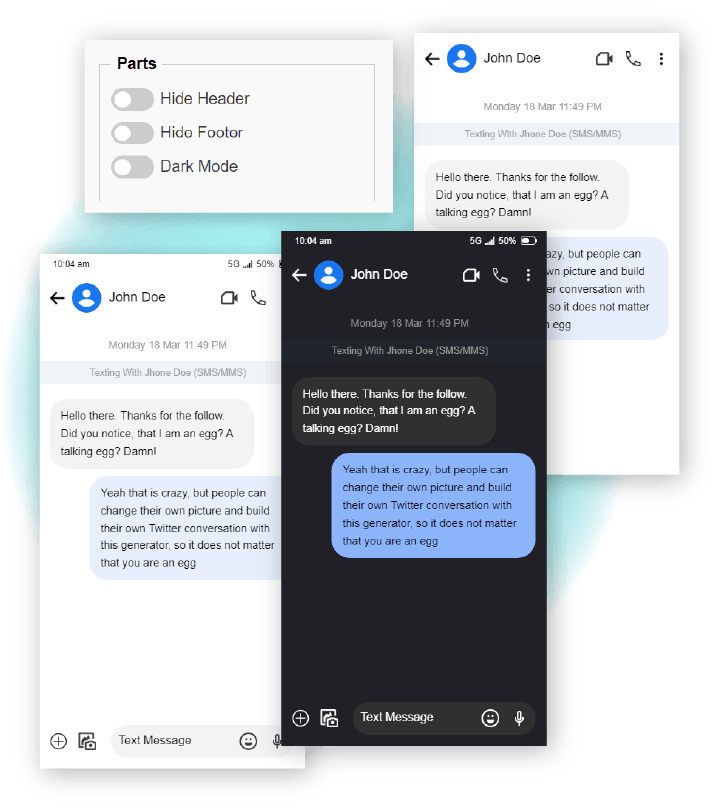 Parts
Hide Header
Hide Footor
Dark Mode
John Doe
Monday 18 Mar 11:49 PM
Texting With Jhone Doe (SMS/MMS)
Hello there. Thanks for the follow.
Did you notice, that I am an egg? A
talking egg? Damn!
azy, but people can
wn picture and build
tter conversation with
, so it does not matter
egg
10:04 am 5G 50%
John Doe
Monday 18 Mar 11:49 PM
Texting With Jhone Doe (SMS/MMS)
Hello there. Thanks for the follow.
Did you notice, that I am an egg? A
talking egg? Damn!
Yeah that is crazy, but people can
change their own picture and build
their own Twitter conversation with
this generator, so it does not matter
that you are an egg
Text Message
10:04 am 5G 50%
John Doe
Monday 18 Mar 11:49 PM
Texting With Jhone Doe (SMS/MMS)
Hello there. Thanks for the follow.
Did you notice, that I am an egg? A
talking egg? Damn!
Yeah that is crazy, but people can
change their own picture and build
their own Twitter conversation with
this generator, so it does not matter
that you are an egg
Text Message